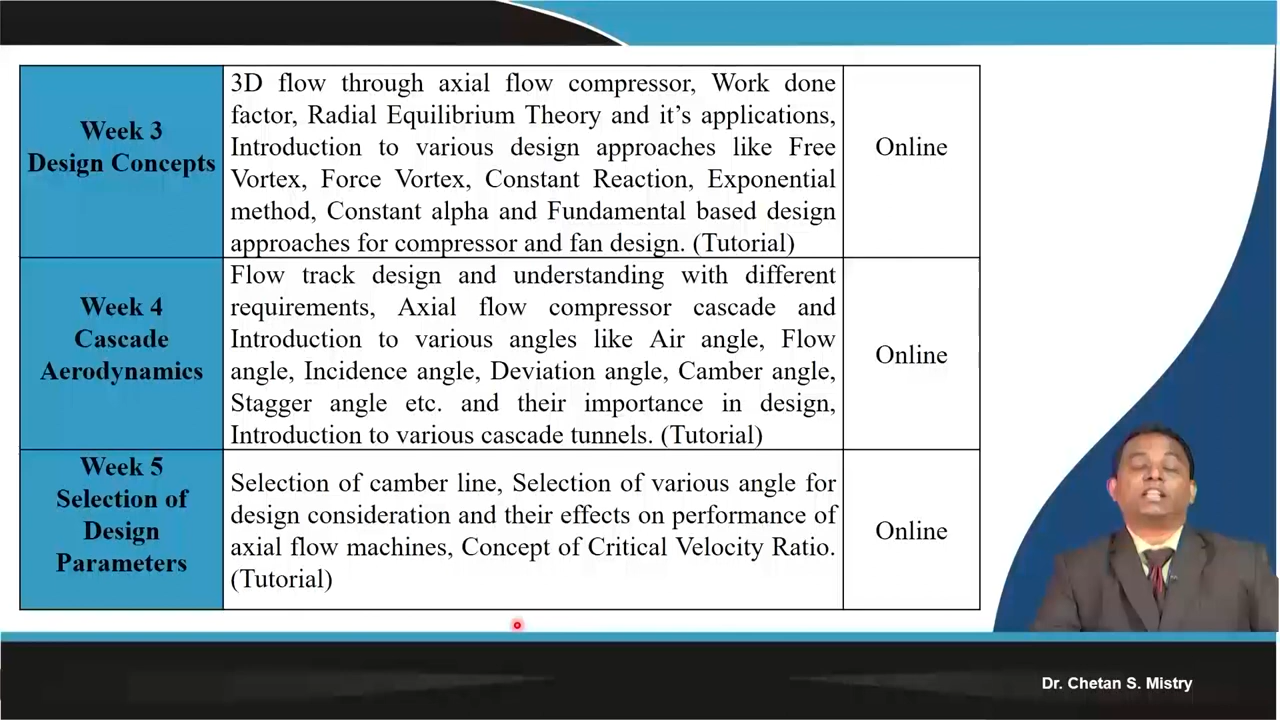 Week 3
Design Concepts
3D flow through axial flow compressor, Work done
factor, Radial Equilibrium Theory and it's applications,
Introduction to various design approaches like Free
Vortex, Force Vortex, Constant Reaction, Exponential
method, Constant alpha and Fundamental based design
approaches for compressor and fan design. (Tutorial)
Online
Week 4
Cascade
Aerodynamics
Flow track design and understanding with different
requirements, Axial flow compressor cascade and
Introduction to various angles like Air angle, Flow
angle, Incidence angle, Deviation angle, Camber angle,
Stagger angle etc. and their importance in design,
Introduction to various cascade tunnels. (Tutorial)
Online
Week 5
Selection of
Design
Parameters
Selection of camber line, Selection of various angle for
design consideration and their effects on performance of
axial flow machines, Concept of Critical Velocity Ratio.
(Tutorial)
Online
Dr. Chetan S. Mistry